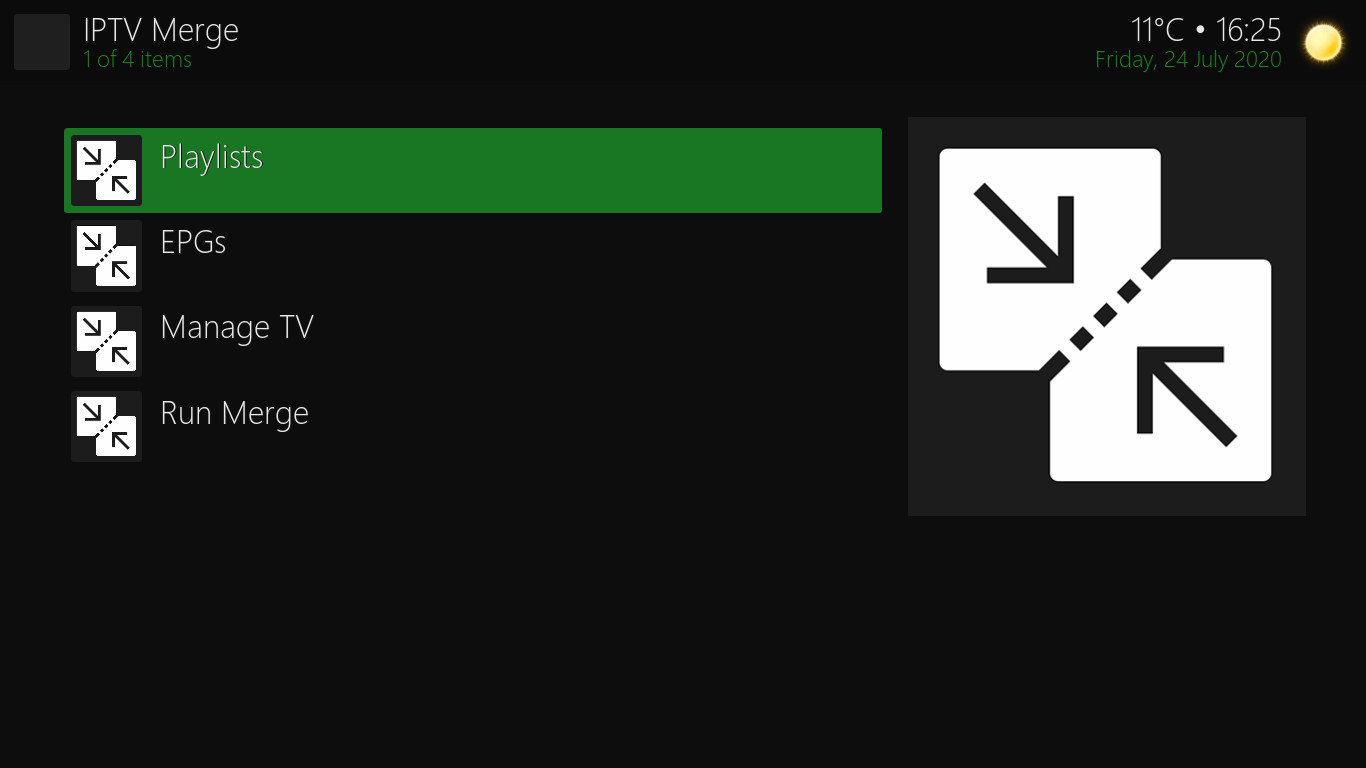 IPTV Merge
1 of 4 items
11°C • 16:25
Friday, 24 July 2020
Playlists
EPGs
Manage TV
Run Merge